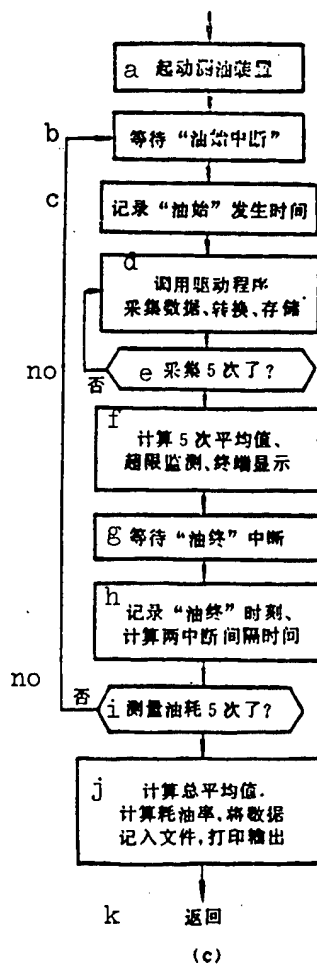 a 起动测油装置
b 等待“油始中断”
c 记录“油始”发生时间
d 调用驱动程序
采集数据、转换、存储
e 采集5次了?
no 否
f 计算5次平均值、
超限监测、终端显示
g 等待“油终”中断
h 记录“油终”时刻、
计算两中断间隔时间
no 否
i 测量油耗5次了?
j 计算总平均值.
计算耗油率,将数据
记入文件,打印输出
k 返回
(c)